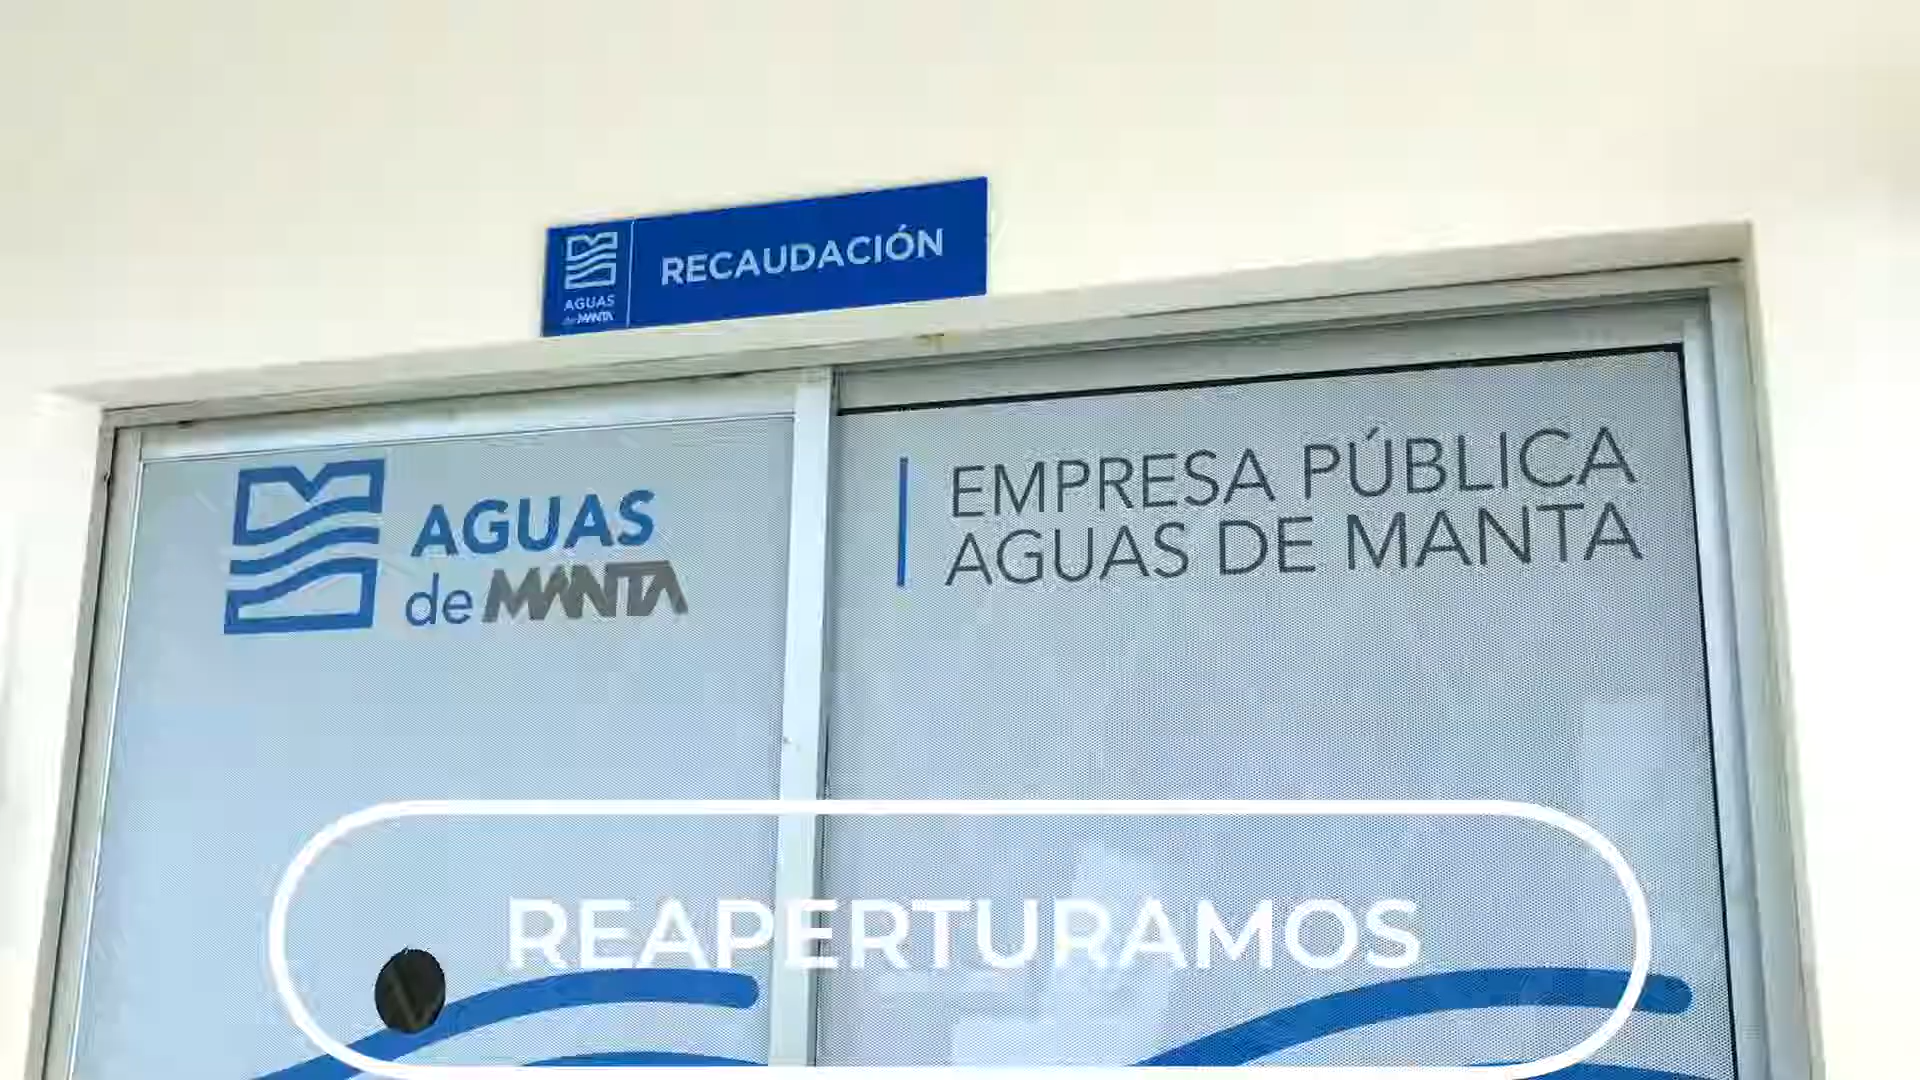 RECAUDACIÓN
AGUAS
de MANTA
AGUAS
de MANTA
EMPRESA PÚBLICA
AGUAS DE MANTA
REAPERTURAMOS